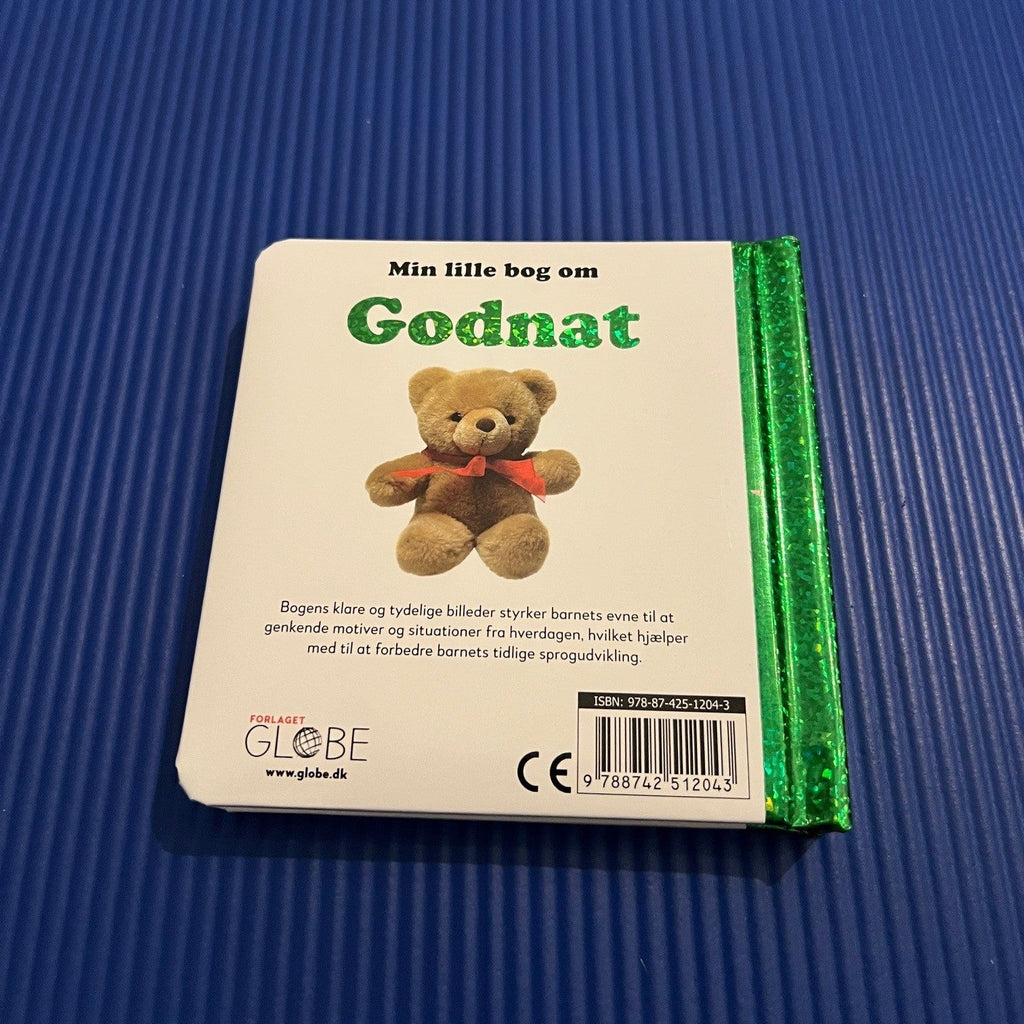 Min lille bog om
Godnat
Bogens klare og tydelige billeder styrker barnets evne til at
genkende motiver og situationer fra hverdagen, hvilket hjælper
med til at forbedre barnets tidlige sprogudvikling.
FORLAGET
GLOBE
www.globe.dk
CE
ISBN: 978-87-425-1204-3
9 788742 512043